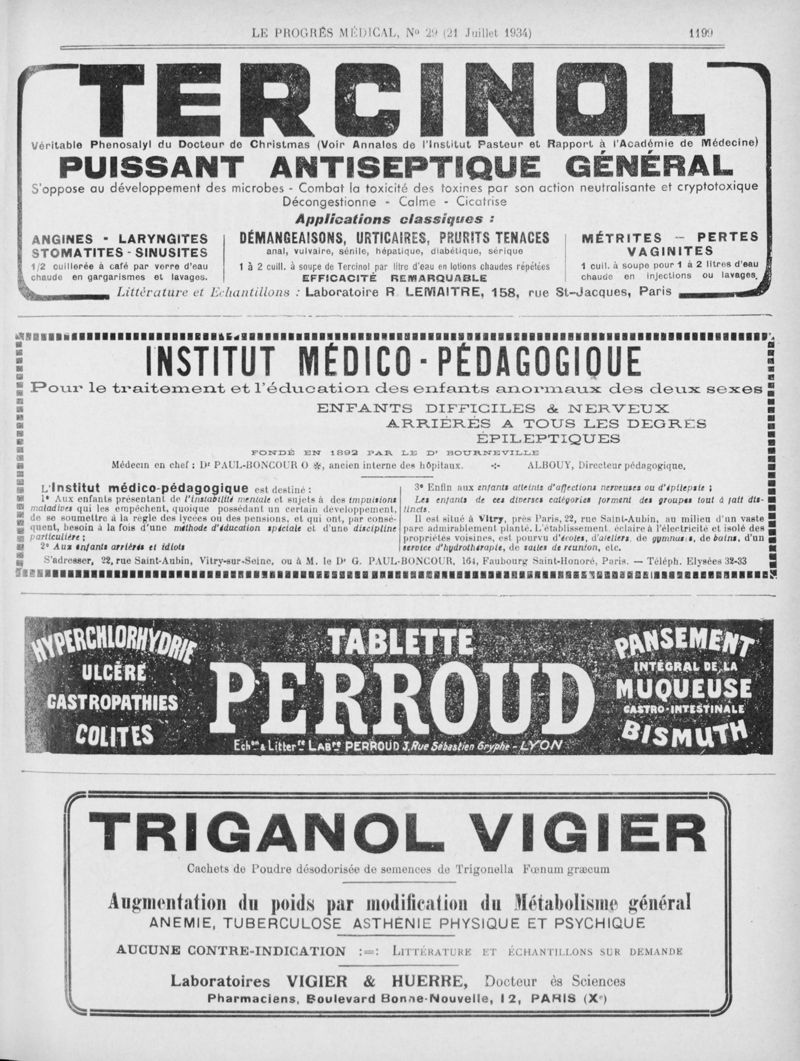 LE PROGRÈS MÉDICAL, No 29 (21 Juillet 1934)
1199
TERCINOL
Véritable Phenosalyl du Docteur de Christmas (Voir Annales de l'Institut Pasteur et Rapport à l'Académie de Médecine)
PUISSANT ANTISEPTIQUE GÉNÉRAL
S'oppose au développement des microbes - Combat la toxicité des toxines par son action neutralisante et cryptotoxique
Décongestionne - Calme - Cicatrise
Applications classiques :
ANGINES - LARYNGITES
STOMATITES - SINUSITES
1/2 cuillerée à café par verre d'eau
chaude en gargarismes et lavages.
DÉMANGEAISONS, URTICAIRES, PRURITS TENACES
anal, vulvaire, sénile, hépatique, diabétique, sérique
1 à 2 cuill. à soupe de Tercinol par litre d'eau en lotions chaudes répétées
EFFICACITÉ REMARQUABLE
MÉTRITES — PERTES
VAGINITES
1 cuil. à soupe pour 1 à 2 litres d'eau
chaude en injections ou lavages.
Littérature et Echantillons : Laboratoire R. LEMAITRE, 158, rue St-Jacques, Paris
INSTITUT MÉDICO-PÉDAGOGIQUE
Pour le traitement et l'éducation des enfants anormaux des deux sexes
ENFANTS DIFFICILES & NERVEUX
ARRIÉRÉS A TOUS LES DEGRES
ÉPILEPTIQUES
FONDÉ EN 1892 PAR LE Dr BOURNEVILLE
Médecin en chef : Dr PAUL-BONCOUR O ✻, ancien interne des hôpitaux. ·:· ALBOUY, Directeur pédagogique,
L'Institut médico-pédagogique est destiné :
1° Aux enfants présentant de l'instabilité mentale et sujets à des impulsions
maladives qui les empêchent, quoique possédant un certain développement,
de se soumettre à la règle des lycées ou des pensions, et qui ont, par consé-
quent, besoin à la fois d'une méthode d'éducation spéciale et d'une discipline
particulière ;
2° Aux enfants arriérés et idiots
3° Enfin aux enfants atteints d'affections nerveuses ou d'épilepsie ;
Les enfants de ces diverses catégories forment des groupes tout à fait dis-
tincts.
Il est situé à Vitry, près Paris, 22, rue Saint-Aubin, au milieu d'un vaste
parc admirablement planté. L'établissement, éclaire à l'électricité et isolé des
propriétés voisines, est pourvu d'écoles, d'ateliers, de gymnases, de bains, d'un
service d'hydrothérapie, de salles de reunion, etc.
S'adresser, 22, rue Saint-Aubin, Vitry-sur-Seine, ou à M. le Dr G. PAUL-BONCOUR, 164, Faubourg Saint-Honoré, Paris. — Téléph. Elysées 32-33
HYPERCHLORHYDRIE
ULCÈRE
GASTROPATHIES
COLITES
TABLETTE
PERROUD
Echons & Litterre LABres PERROUD 3, Rue Sébastien Gryphe - LYON
PANSEMENT
INTÉGRAL DE LA
MUQUEUSE
GASTRO-INTESTINALE
BISMUTH
TRIGANOL VIGIER
Cachets de Poudre désodorisée de semences de Trigonella Fœnum græcum
Augmentation du poids par modification du Métabolisme général
ANEMIE, TUBERCULOSE ASTHÉNIE PHYSIQUE ET PSYCHIQUE
AUCUNE CONTRE-INDICATION :=: LITTÉRATURE ET ÉCHANTILLONS SUR DEMANDE
Laboratoires VIGIER & HUERRE, Docteur ès Sciences
Pharmaciens, Boulevard Bonne-Nouvelle, 12, PARIS (Xe)